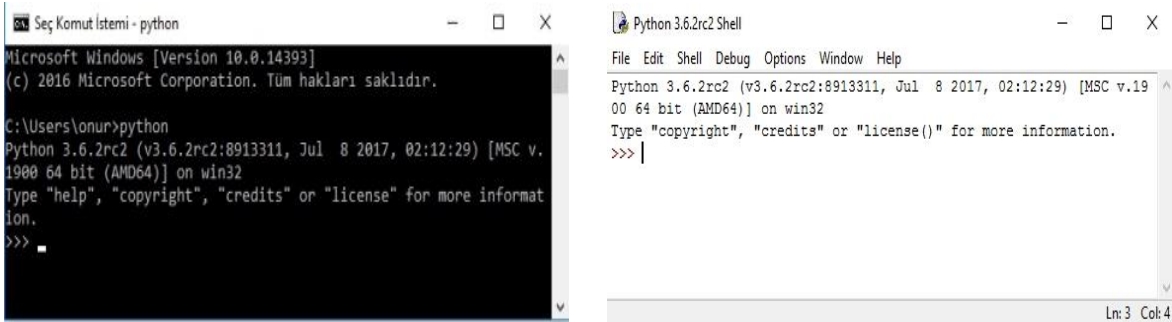 Seç Komut İstemi - python
Microsoft Windows [Version 10.0.14393]
(c) 2016 Microsoft Corporation. Tüm hakları saklıdır.
C:\Users\onur>python
Python 3.6.2rc2 (v3.6.2rc2:8913311, Jul  8 2017, 02:12:29) [MSC v.
1900 64 bit (AMD64)] on win32
Type "help", "copyright", "credits" or "license" for more informat
ion.
>>>
Python 3.6.2rc2 Shell
File Edit Shell Debug Options Window Help
Python 3.6.2rc2 (v3.6.2rc2:8913311, Jul  8 2017, 02:12:29) [MSC v.19
00 64 bit (AMD64)] on win32
Type "copyright", "credits" or "license()" for more information.
>>>
Ln: 3 Col: 4